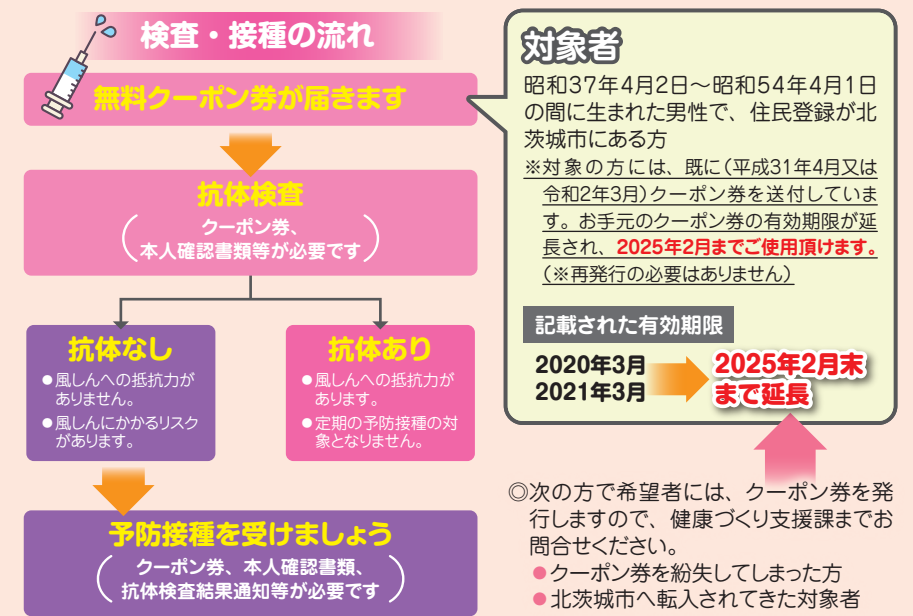 検査・接種の流れ
無料クーポン券が届きます
抗体検査
クーポン券、
本人確認書類等が必要です
抗体なし
●風しんへの抵抗力が
ありません。
●風しんにかかるリスク
があります。
抗体あり
●風しんへの抵抗力が
あります。
●定期の予防接種の対
象となりません。
予防接種を受けましょう
クーポン券、本人確認書類、
抗体検査結果通知等が必要です
対象者
昭和37年4月2日～昭和54年4月1日
の間に生まれた男性で、住民登録が北
茨城市にある方
※対象の方には、既に(平成31年4月又は
令和2年3月)クーポン券を送付していま
す。お手元のクーポン券の有効期限が延
長され、2025年2月までご使用頂けます。
(※再発行の必要はありません)
記載された有効期限
2020年3月
2021年3月
2025年2月末
まで延長
◎次の方で希望者には、クーポン券を発
行しますので、健康づくり支援課までお
問合せください。
●クーポン券を紛失してしまった方
●北茨城市へ転入されてきた対象者